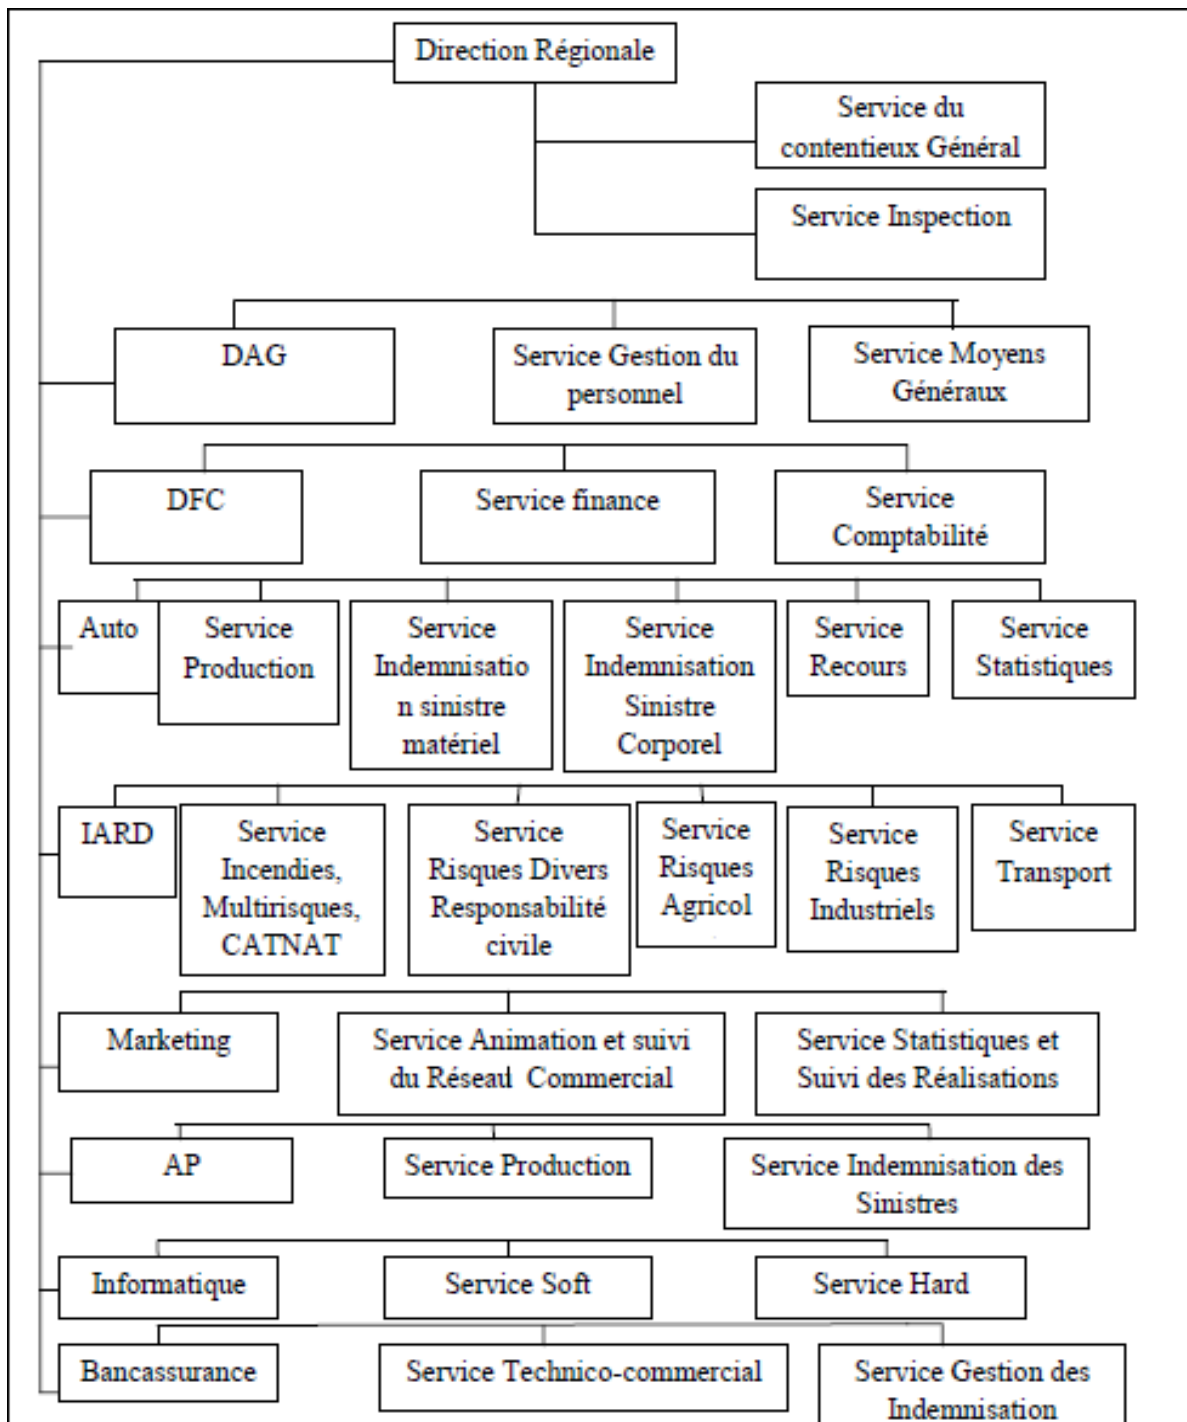 Direction Régionale
Service du
contentieux Général
Service Inspection
DAG
Service Gestion du
personnel
Service Moyens
Généraux
DFC
Service finance
Service
Comptabilité
Auto
Service
Production
Service
Indemnisatio
n sinistre
matériel
Service
Indemnisation
Sinistre
Corporel
Service
Recours
Service
Statistiques
IARD
Service
Incendies,
Multirisques,
CATNAT
Service
Risques Divers
Responsabilité
civile
Service
Risques
Agricol
Service
Risques
Industriels
Service
Transport
Marketing
Service Animation et suivi
du Réseau Commercial
Service Statistiques et
Suivi des Réalisations
AP
Service Production
Service Indemnisation des
Sinistres
Informatique
Service Soft
Service Hard
Bancassurance
Service Technico-commercial
Service Gestion des
Indemnisation